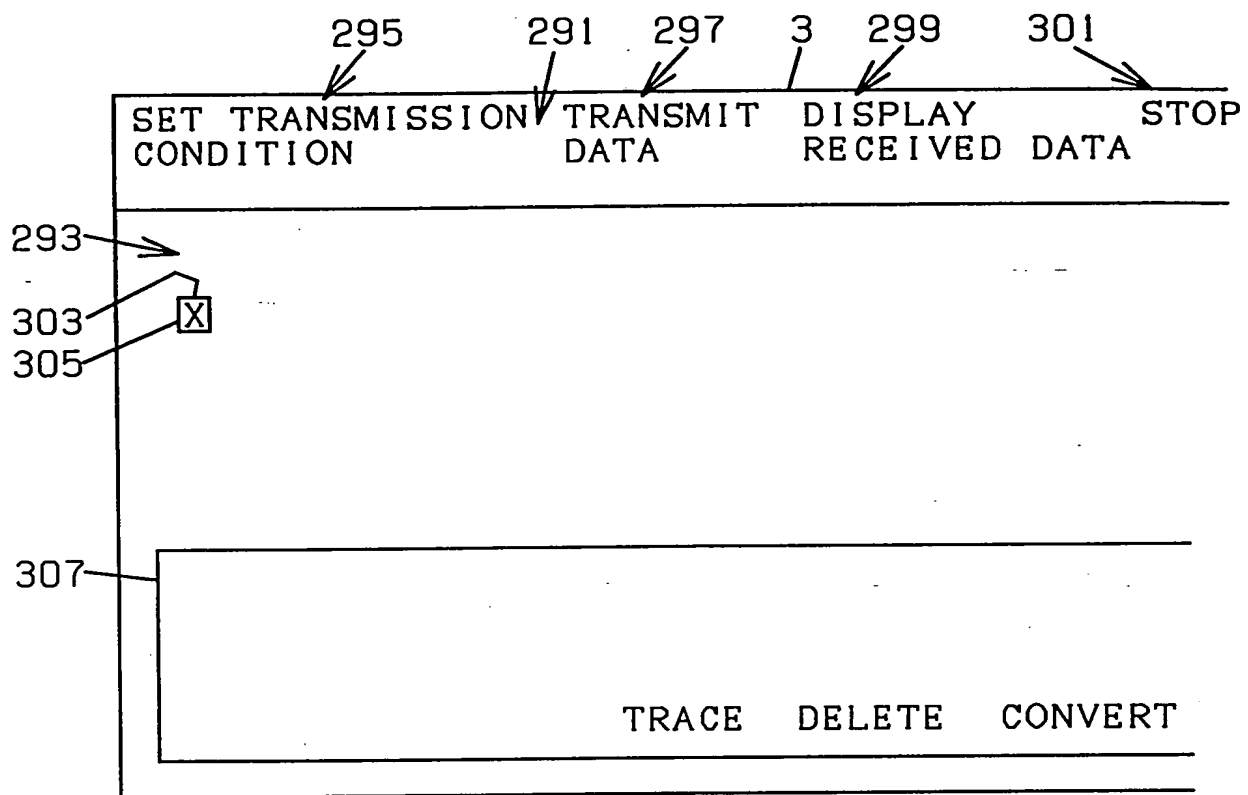 295 291 297 3 299 301
SET TRANSMISSION TRANSMIT DISPLAY STOP
CONDITION DATA RECEIVED DATA
293
303
X
305
307
TRACE DELETE CONVERT